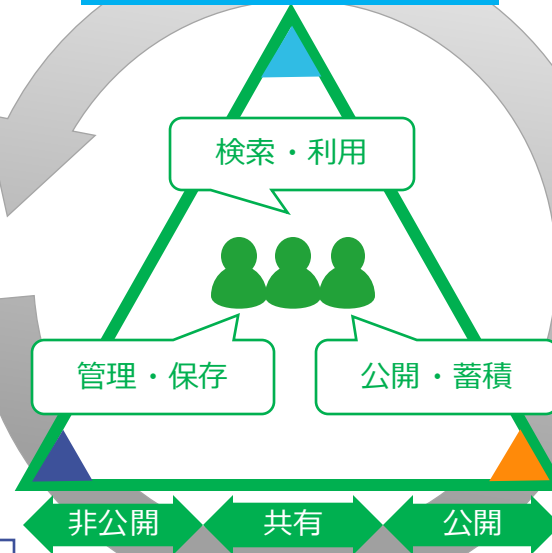 検索・利用
管理・保存
公開・蓄積
非公開
共有
公開